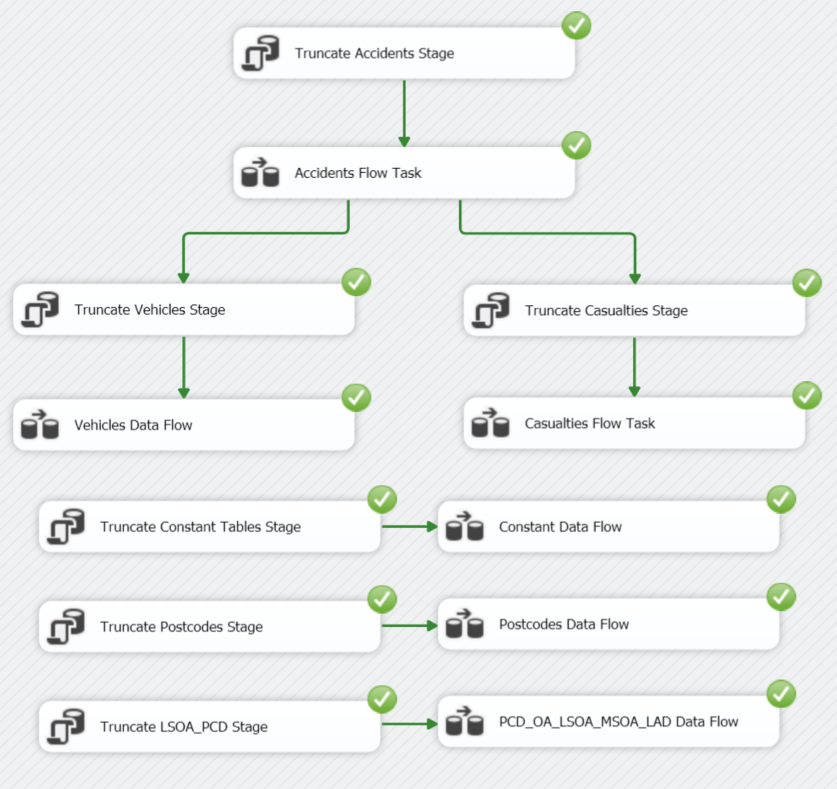 Truncate Accidents Stage
Accidents Flow Task
Truncate Vehicles Stage
Truncate Casualties Stage
Vehicles Data Flow
Casualties Flow Task
Truncate Constant Tables Stage
Constant Data Flow
Truncate Postcodes Stage
Postcodes Data Flow
Truncate LSOA_PCD Stage
PCD_OA_LSOA_MSOA_LAD Data Flow